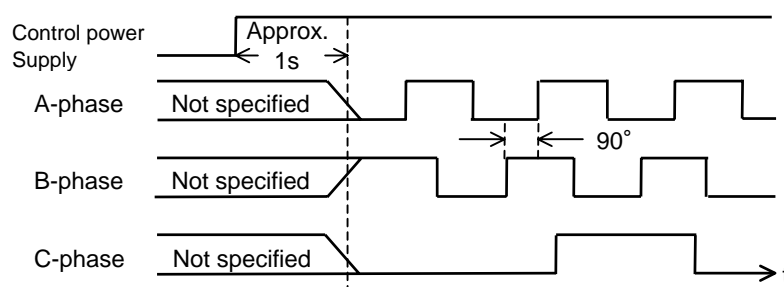 Control power
Supply
Approx.
1s
A-phase
Not specified
90°
B-phase
Not specified
C-phase
Not specified